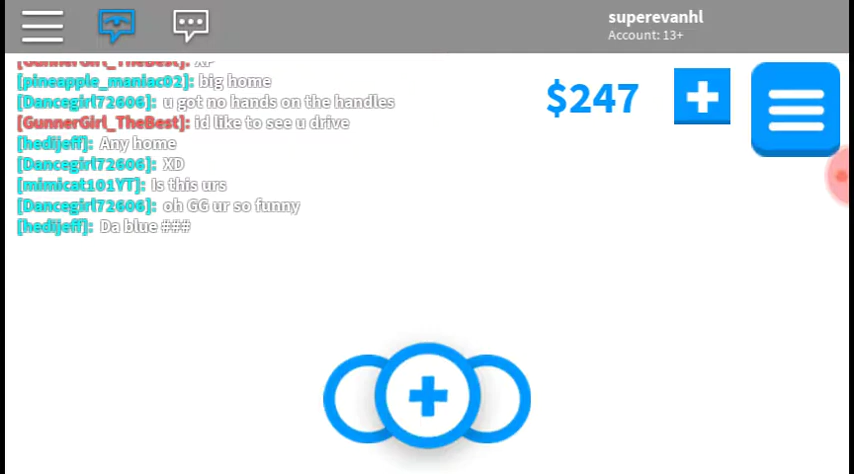 superevanhl
Account: 13+
[GunnerGirl_TheBest]: XP
[pineapple_maniac02]: big home
[Dancegirl72606]: u got no hands on the handles
[GunnerGirl_TheBest]: id like to see u drive
[hedijeff]: Any home
[Dancegirl72606]: XD
[mimicat101YT]: Is this urs
[Dancegirl72606]: oh GG ur so funny
[hedijeff]: Da blue ###
$247